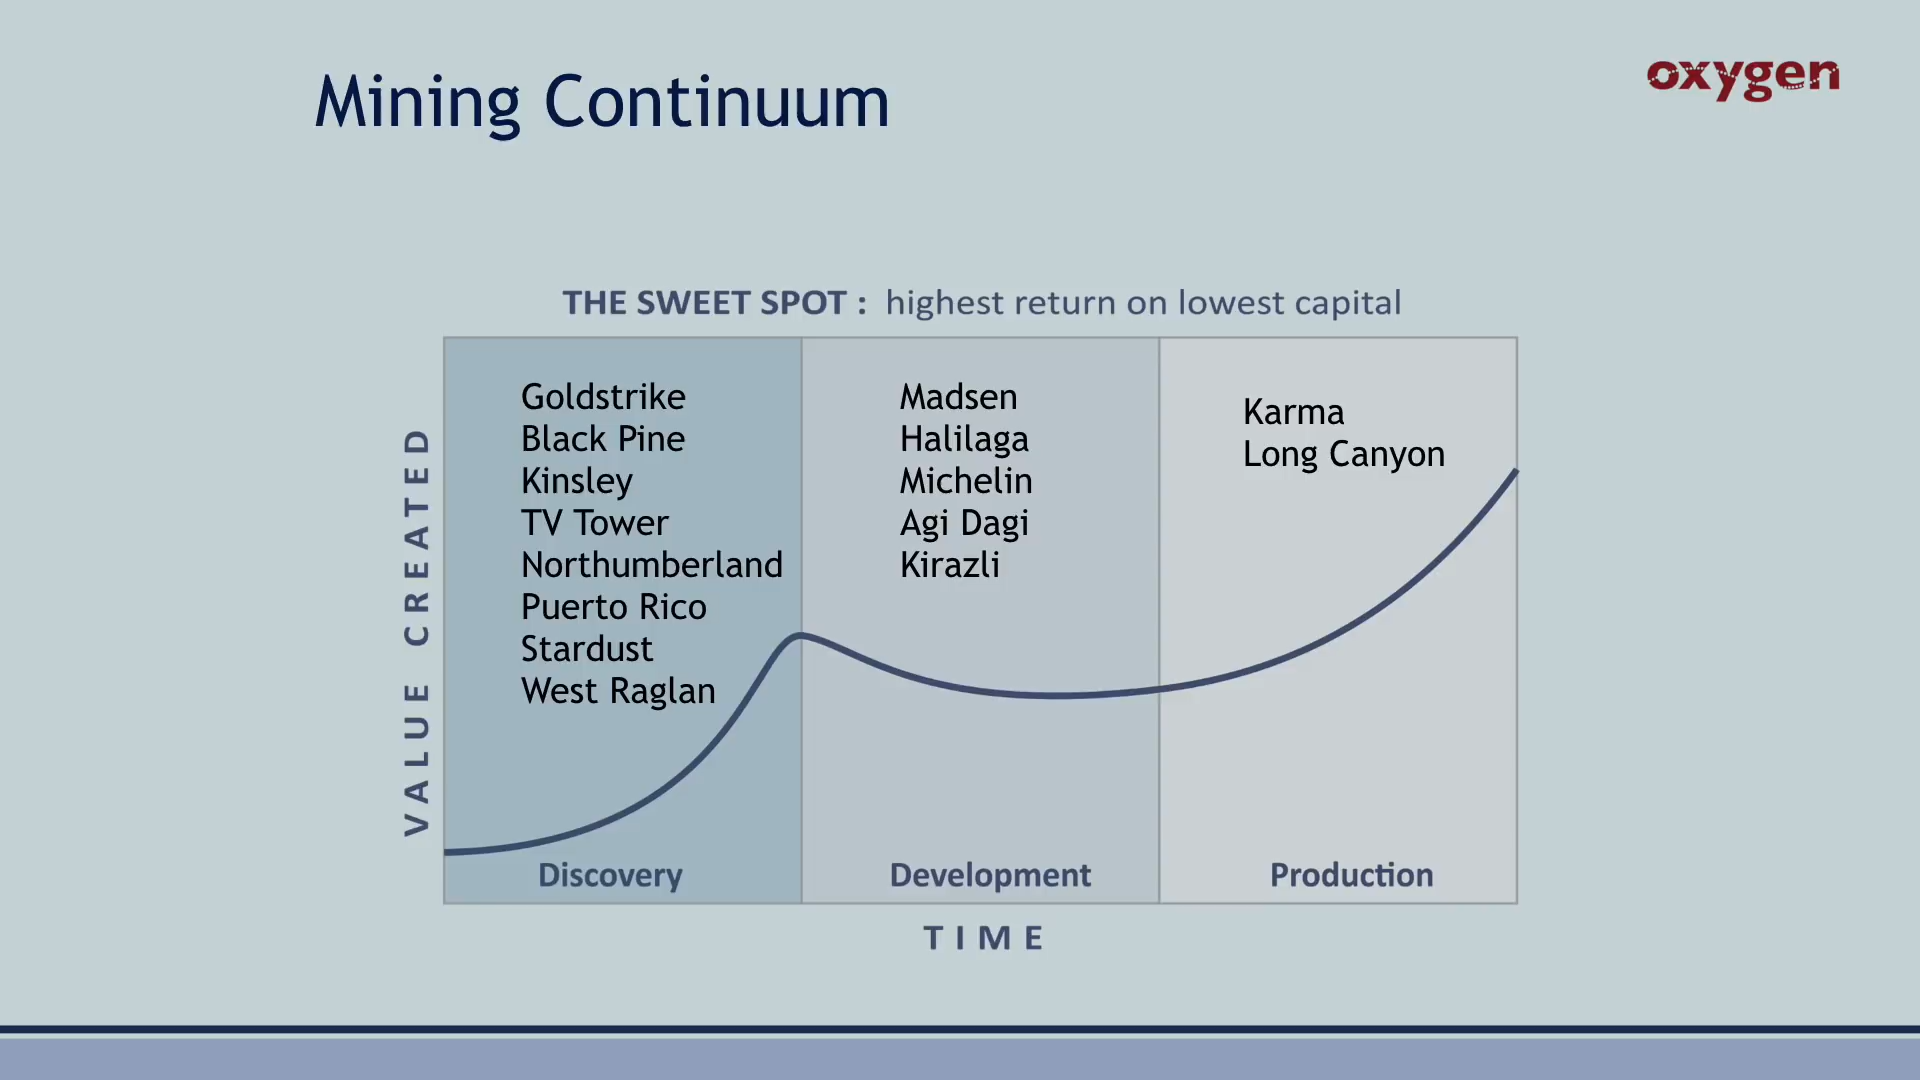 Mining Continuum
oxygen
THE SWEET SPOT : highest return on lowest capital
VALUE CREATED
Goldstrike
Black Pine
Kinsley
TV Tower
Northumberland
Puerto Rico
Stardust
West Raglan
Madsen
Halilaga
Michelin
Agi Dagi
Kirazli
Karma
Long Canyon
Discovery
Development
Production
TIME